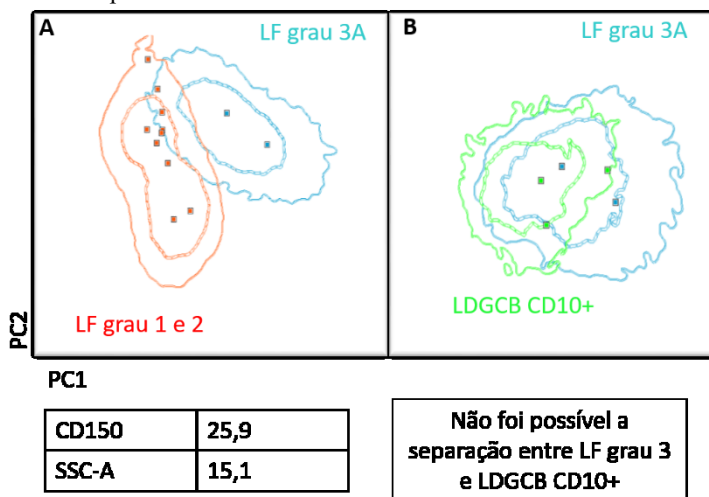 A
LF grau 3A
LF grau 1 e 2
B
LF grau 3A
LDGCB CD10+
PC2
PC1
CD150 25,9
SSC-A 15,1
Não foi possível a
separação entre LF grau 3
e LDGCB CD10+